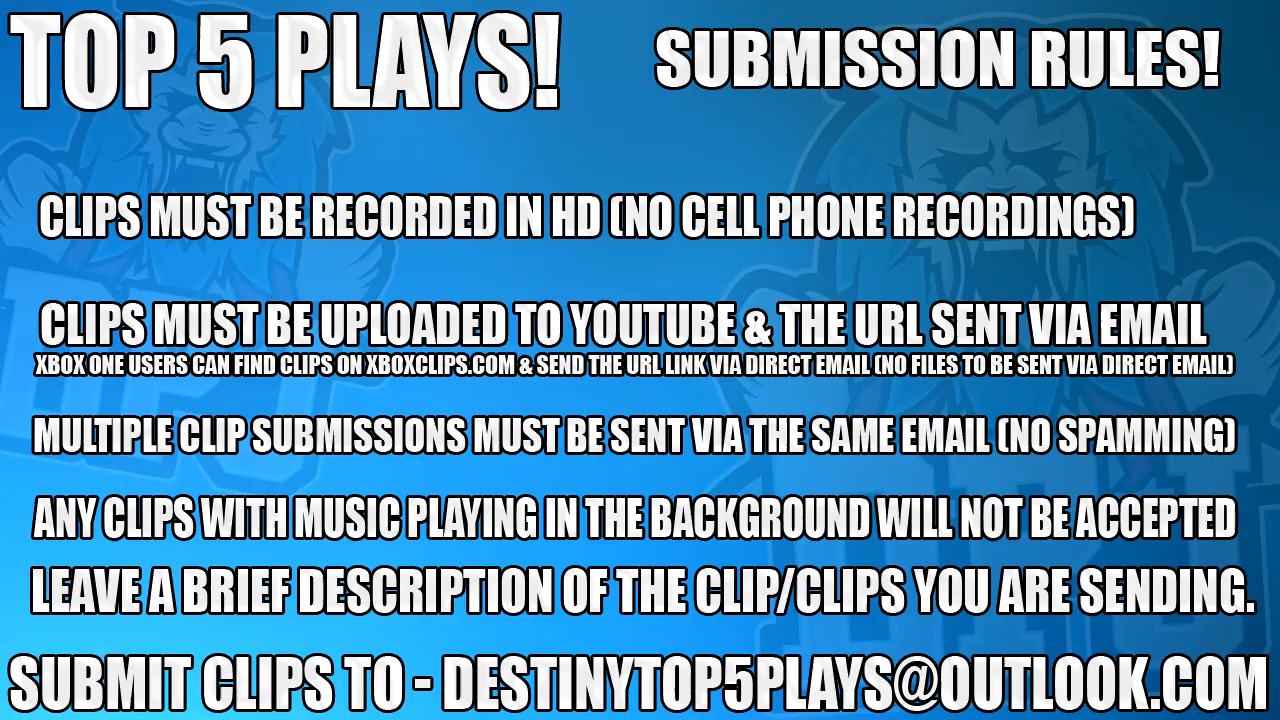 TOP 5 PLAYS!
SUBMISSION RULES!
CLIPS MUST BE RECORDED IN HD (NO CELL PHONE RECORDINGS)
CLIPS MUST BE UPLOADED TO YOUTUBE & THE URL SENT VIA EMAIL
XBOX ONE USERS CAN FIND CLIPS ON XBOXCLIPS.COM & SEND THE URL LINK VIA DIRECT EMAIL (NO FILES TO BE SENT VIA DIRECT EMAIL)
MULTIPLE CLIP SUBMISSIONS MUST BE SENT VIA THE SAME EMAIL (NO SPAMMING)
ANY CLIPS WITH MUSIC PLAYING IN THE BACKGROUND WILL NOT BE ACCEPTED
LEAVE A BRIEF DESCRIPTION OF THE CLIP/CLIPS YOU ARE SENDING.
SUBMIT CLIPS TO - DESTINYTOP5PLAYS@OUTLOOK.COM